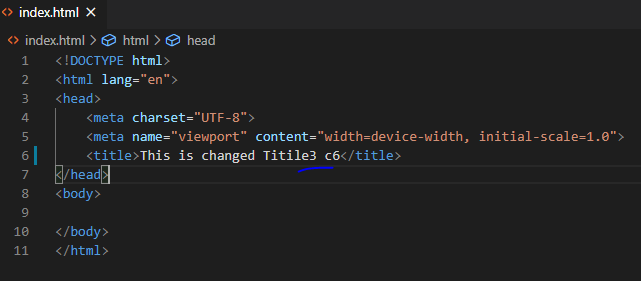 <> index.html ×
<> index.html > html > head
1 <!DOCTYPE html>
2 <html lang="en">
3 <head>
4     <meta charset="UTF-8">
5     <meta name="viewport" content="width=device-width, initial-scale=1.0">
6     <title>This is changed Titile3 c6</title>
7 </head>
8 <body>
9
10 </body>
11 </html>